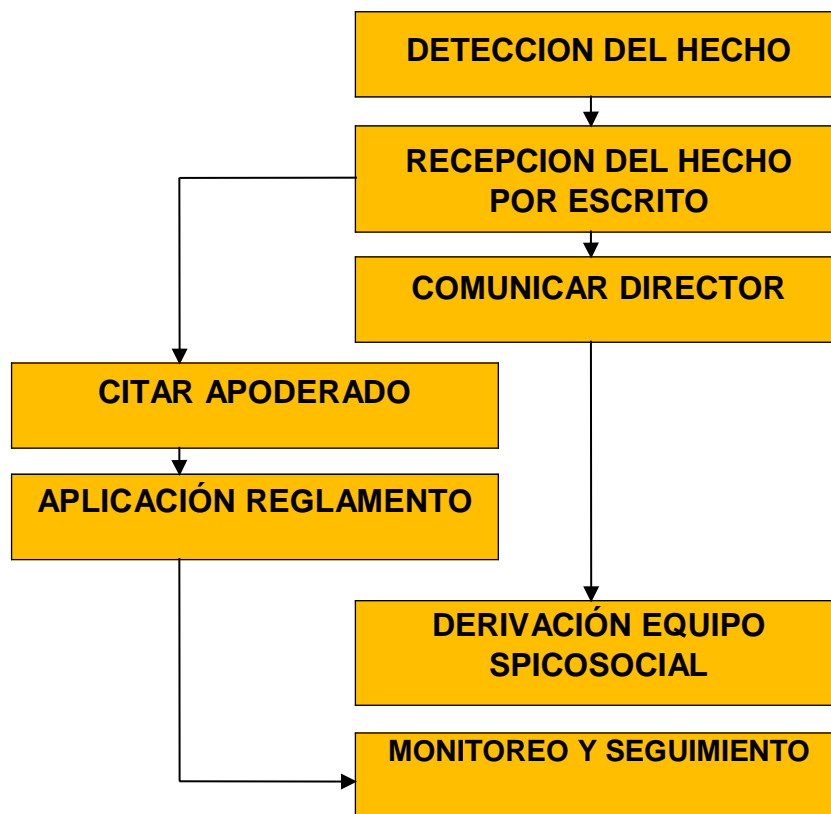 DETECCION DEL HECHO
RECEPCION DEL HECHO
POR ESCRITO
COMUNICAR DIRECTOR
CITAR APODERADO
APLICACIÓN REGLAMENTO
DERIVACIÓN EQUIPO
SPICOSOCIAL
MONITOREO Y SEGUIMIENTO